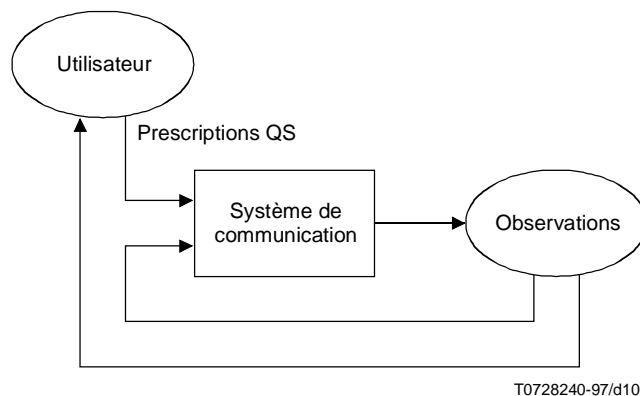 Utilisateur
Prescriptions QS
Système de
communication
Observations
T0728240-97/d10